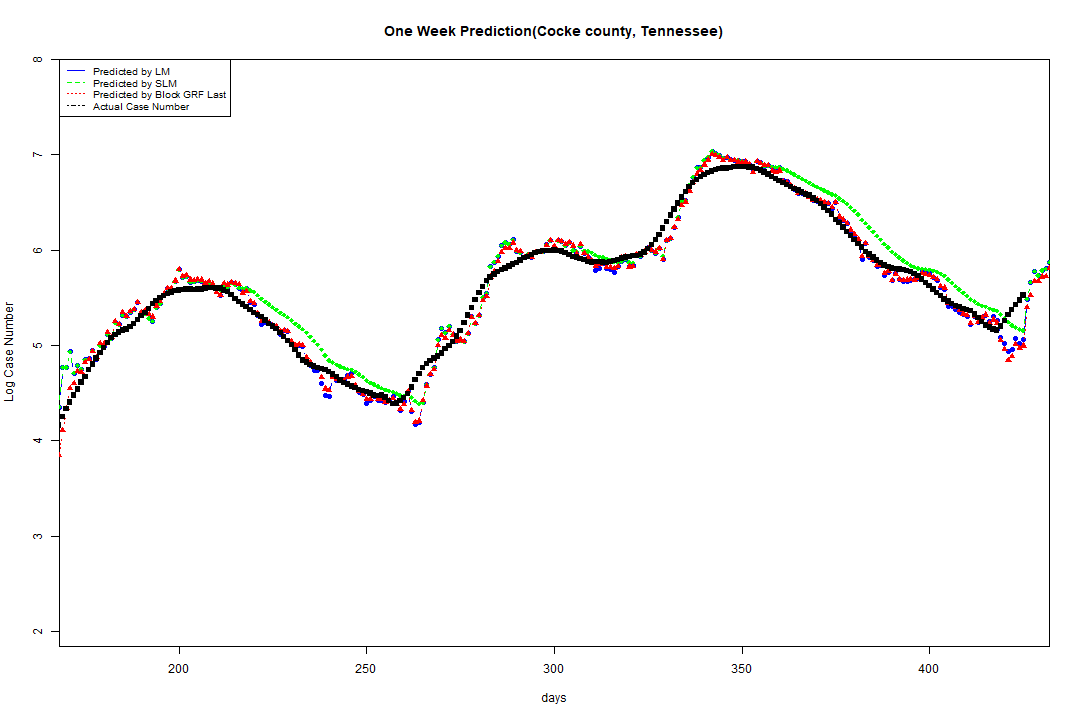 One Week Prediction(Cocke county, Tennessee)
Predicted by LM
Predicted by SLM
Predicted by Block GRF Last
Actual Case Number
8
7
6
5
4
3
2
Log Case Number
200 250 300 350 400
days